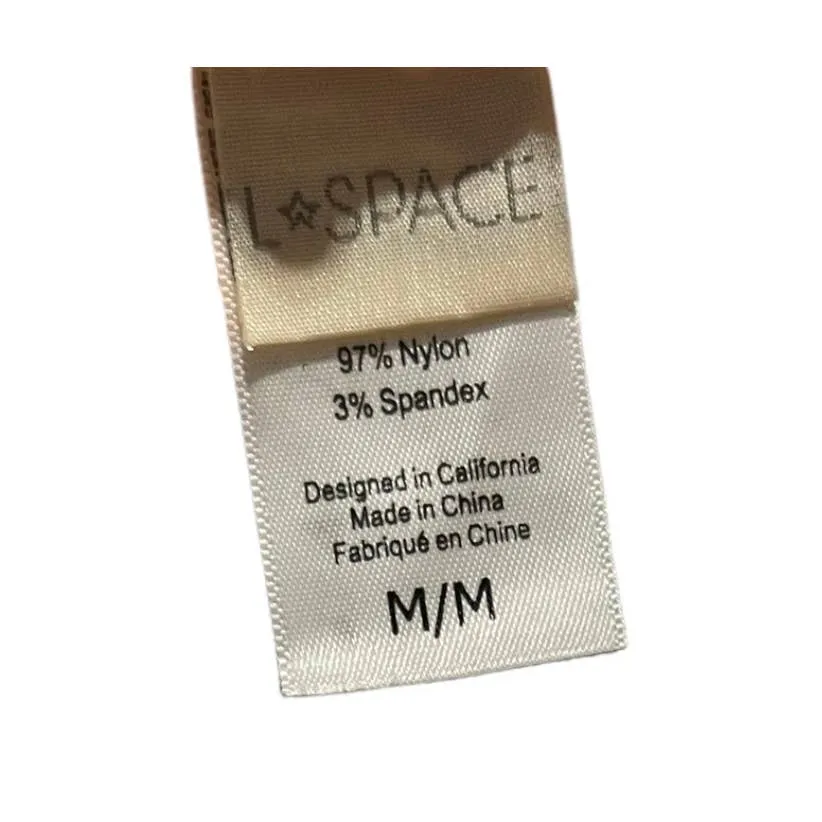 L☆SPACE
97% Nylon
3% Spandex
Designed in California
Made in China
Fabriqué en Chine
M/M